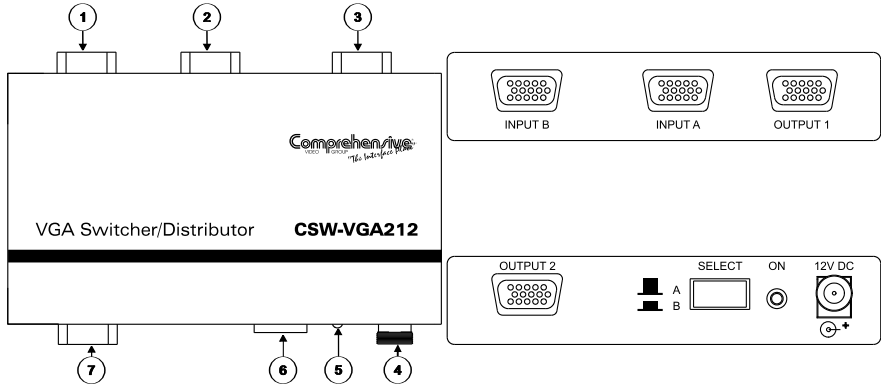 1 2 3
INPUT B INPUT A OUTPUT 1
Comprehensive
VIDEO GROUP
"The Interface Place"
VGA Switcher/Distributor CSW-VGA212
OUTPUT 2 SELECT ON 12V DC
A
B
+
7 6 5 4